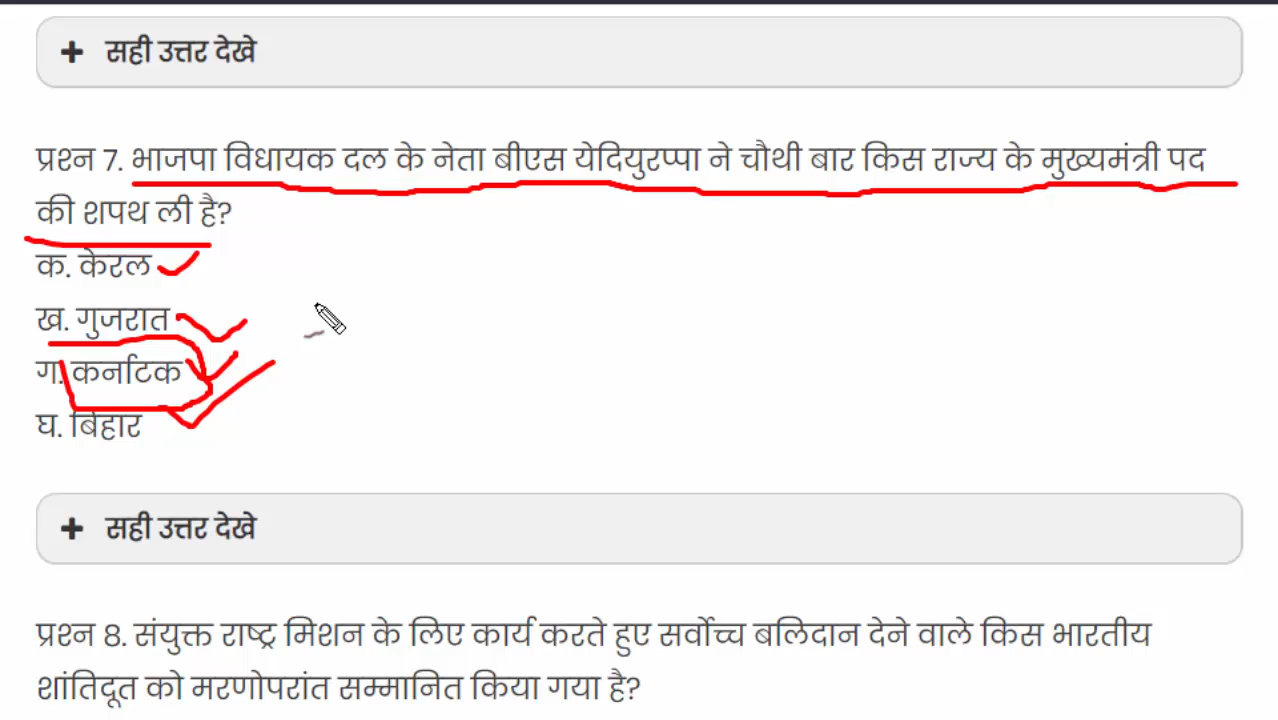 + सही उत्तर देखे
प्रश्न 7. भाजपा विधायक दल के नेता बीएस येदियुरप्पा ने चौथी बार किस राज्य के मुख्यमंत्री पद
की शपथ ली है?
क. केरल
ख. गुजरात
ग. कर्नाटक
घ. बिहार
+ सही उत्तर देखे
प्रश्न 8. संयुक्त राष्ट्र मिशन के लिए कार्य करते हुए सर्वोच्च बलिदान देने वाले किस भारतीय
शांतिदूत को मरणोपरांत सम्मानित किया गया है?